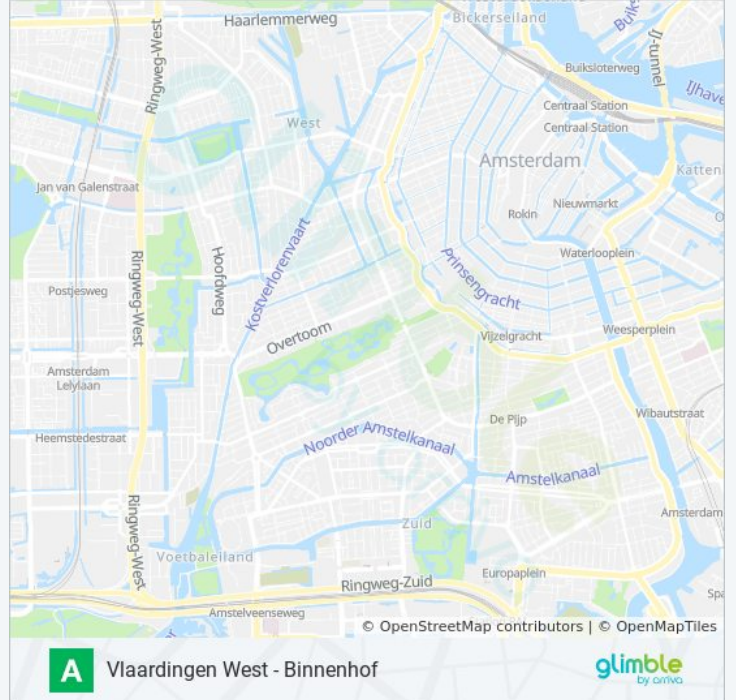 Haarlemmerweg
Bickerseiland
Ringweg-West
IJ-tunnel
Buiksloterweg
IJhave
Centraal Station
West
Centraal Station
Amsterdam
Katten
Jan van Galenstraat
Nieuwmarkt
Rokin
Hoofdweg
Kostverlorenvaart
Waterlooplein
Ringweg-West
Prinsengracht
Postjesweg
Overtoom
Vijzelgracht
Weesperplein
Amsterdam
Lelylaan
Wibautstraat
De Pijp
Heemstedestraat
Noorder Amstelkanaal
Amstelkanaal
Ringweg-West
Amsterdam
Zuid
Voetbaleiland
Europaplein
Ringweg-Zuid
Spa
Amstelveenseweg
© OpenStreetMap contributors | © OpenMapTiles
A
Vlaardingen West - Binnenhof
glimble
by arriva